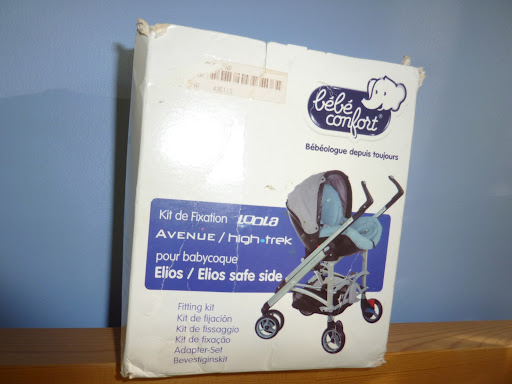 bébé
confort®
Bébéologue depuis toujours
Kit de Fixation Loola
AVENUE / high•trek
pour babycoque
Elios / Elios safe side
Fitting kit
Kit de fijación
Kit de fissaggio
Kit de fixação
Adapter-Set
Bevestiginskit